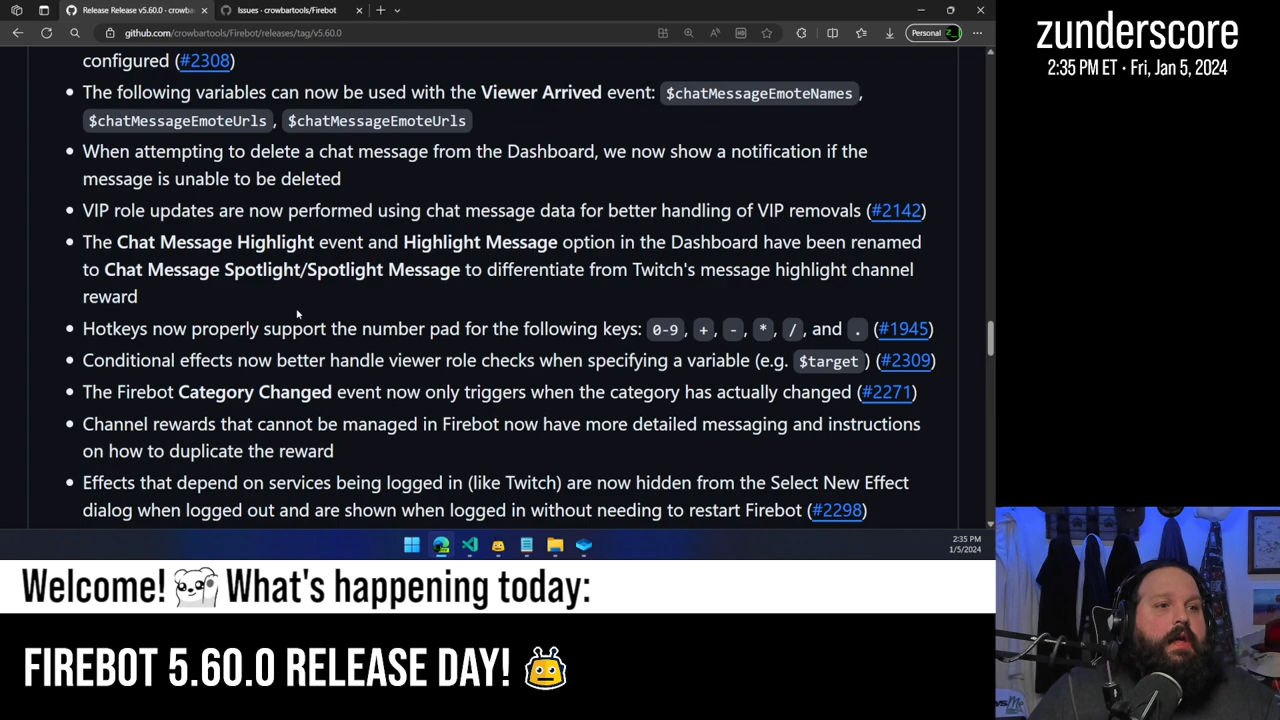 Release Release v5.60.0 · crowba
Issues · crowbartools/Firebot
github.com/crowbartools/Firebot/releases/tag/v5.60.0
Personal
configured (#2308)
The following variables can now be used with the Viewer Arrived event: $chatMessageEmoteNames,
$chatMessageEmoteUrls, $chatMessageEmoteUrls
When attempting to delete a chat message from the Dashboard, we now show a notification if the
message is unable to be deleted
VIP role updates are now performed using chat message data for better handling of VIP removals (#2142)
The Chat Message Highlight event and Highlight Message option in the Dashboard have been renamed
to Chat Message Spotlight/Spotlight Message to differentiate from Twitch's message highlight channel
reward
Hotkeys now properly support the number pad for the following keys: 0-9, +, -, *, /, and . (#1945)
Conditional effects now better handle viewer role checks when specifying a variable (e.g. $target) (#2309)
The Firebot Category Changed event now only triggers when the category has actually changed (#2271)
Channel rewards that cannot be managed in Firebot now have more detailed messaging and instructions
on how to duplicate the reward
Effects that depend on services being logged in (like Twitch) are now hidden from the Select New Effect
dialog when logged out and are shown when logged in without needing to restart Firebot (#2298)
2:35 PM
1/5/2024
zunderscore
2:35 PM ET • Fri, Jan 5, 2024
Welcome! What's happening today:
FIREBOT 5.60.0 RELEASE DAY!